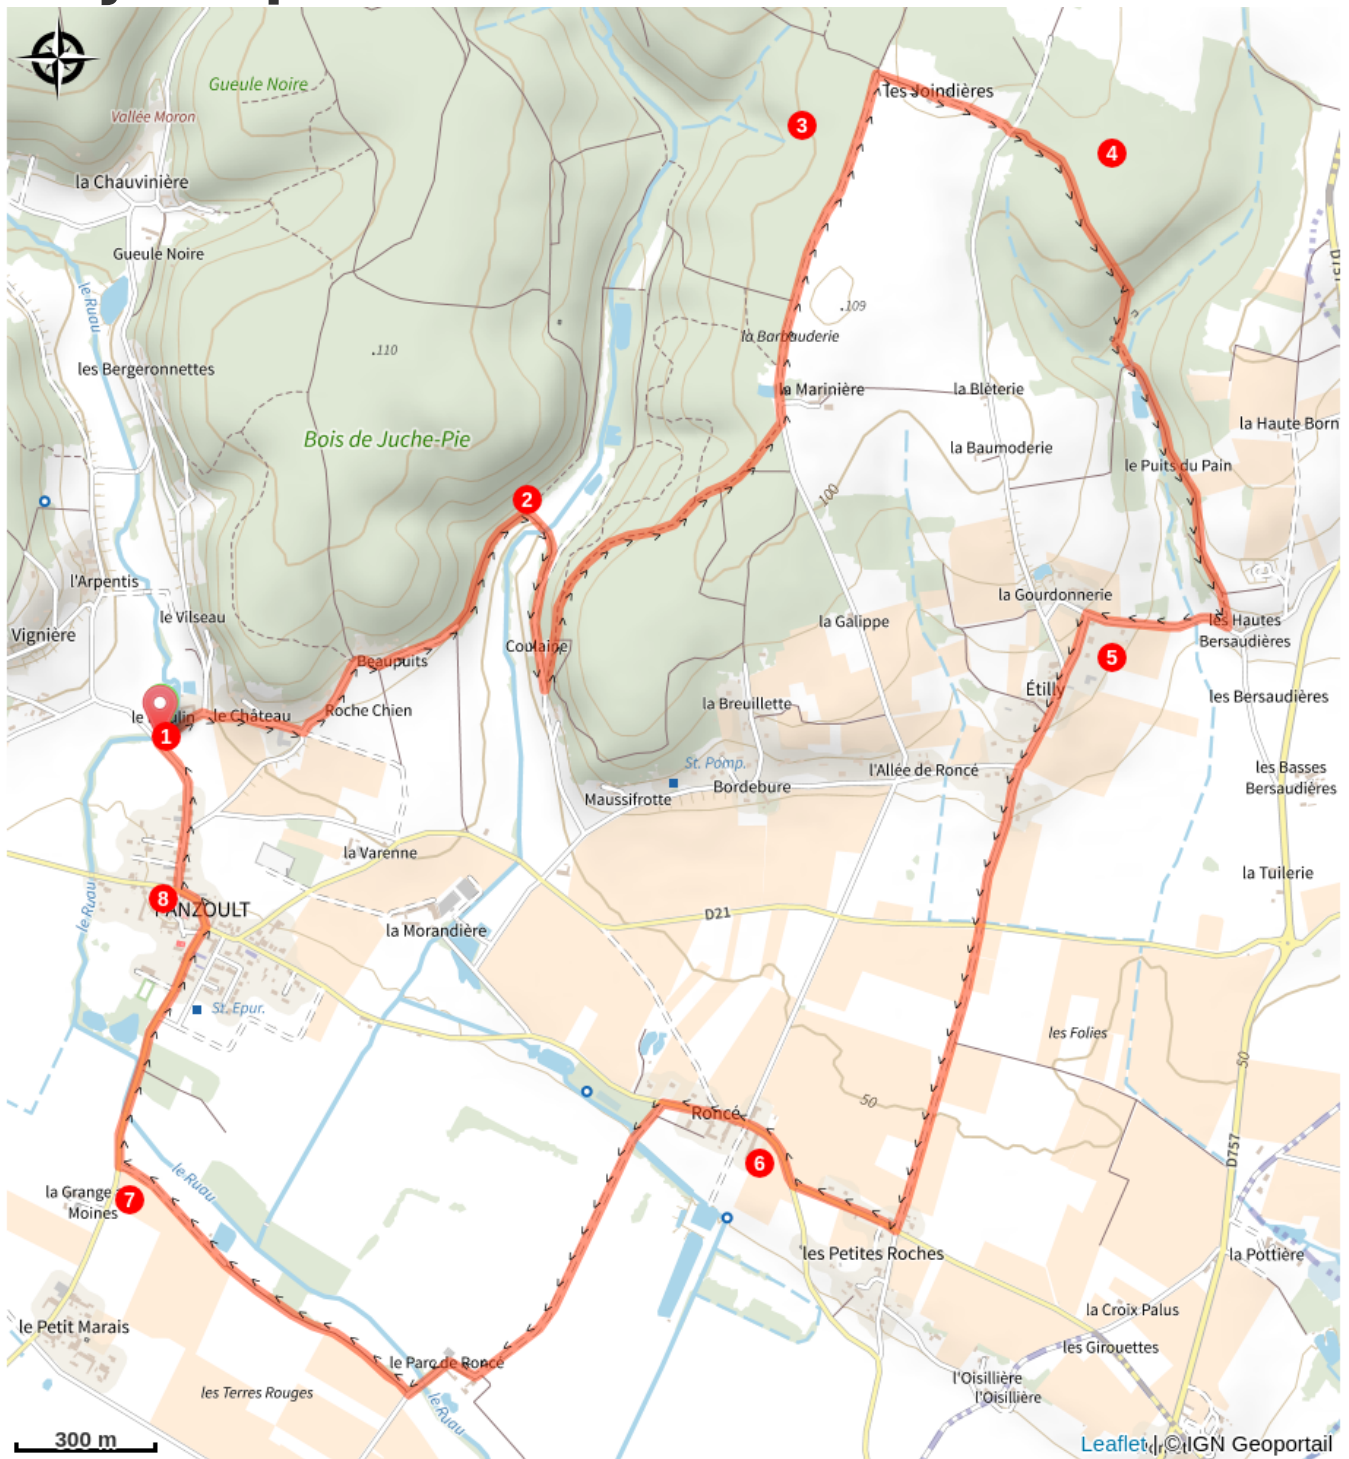 Gueule Noire
les Joindières
Vallée Moron
3
4
la Chauvinière
Gueule Noire
le Ruau
109
la Barbauderie
110
les Bergeronnettes
la Marinière
la Blèterie
la Haute Born
Bois de Juche-Pie
la Baumoderie
le Puits du Pain
2
100
l'Arpentis
la Gourdonnerie
le Vilseau
la Galippe
les Hautes
Bersaudières
Vignière
Coulaine
5
Beaupuits
Étilly
les Bersaudières
le Moulin
le Château
Roche Chien
la Breuillette
1
St. Pomp.
l'Allée de Roncé
les Basses
Bersaudières
Maussifrotte
Bordebure
la Varenne
la Tuilerie
8
PANZOULT
le Ruau
D21
la Morandière
St. Epur.
les Folies
50
50
Roncé
D757
6
le Ruau
la Grange
Moines
7
les Petites Roches
la Pottière
la Croix Palus
le Petit Marais
les Girouettes
le Parc de Roncé
l'Oisillière
l'Oisillière
les Terres Rouges
le Ruau
300 m
Leaflet | © IGN Geoportail